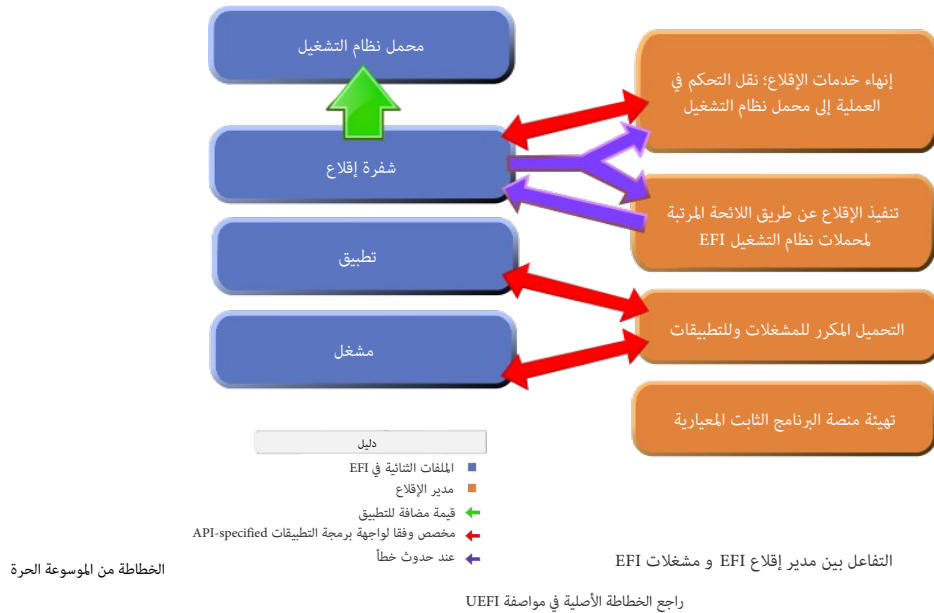 محمل نظام التشغيل
إنهاء خدمات الإقلاع؛ نقل التحكم في
العملية إلى محمل نظام التشغيل
شفرة إقلاع
تنفيذ الإقلاع عن طريق اللائحة المرتبة
لمحملات نظام التشغيل EFI
تطبيق
التحميل المكرر للمشغلات وللتطبيقات
مشغل
تهيئة منصة البرنامج الثابت المعيارية
دليل
الملفات الثنائية في EFI
مدير الإقلاع
قيمة مضافة للتطبيق
مخصص وفقا لواجهة برمجة التطبيقات API-specified
عند حدوث خطأ
التفاعل بين مدير إقلاع EFI و مشغلات EFI
الخطاطة من الموسوعة الحرة
راجع الخطاطة الأصلية في مواصفة UEFI